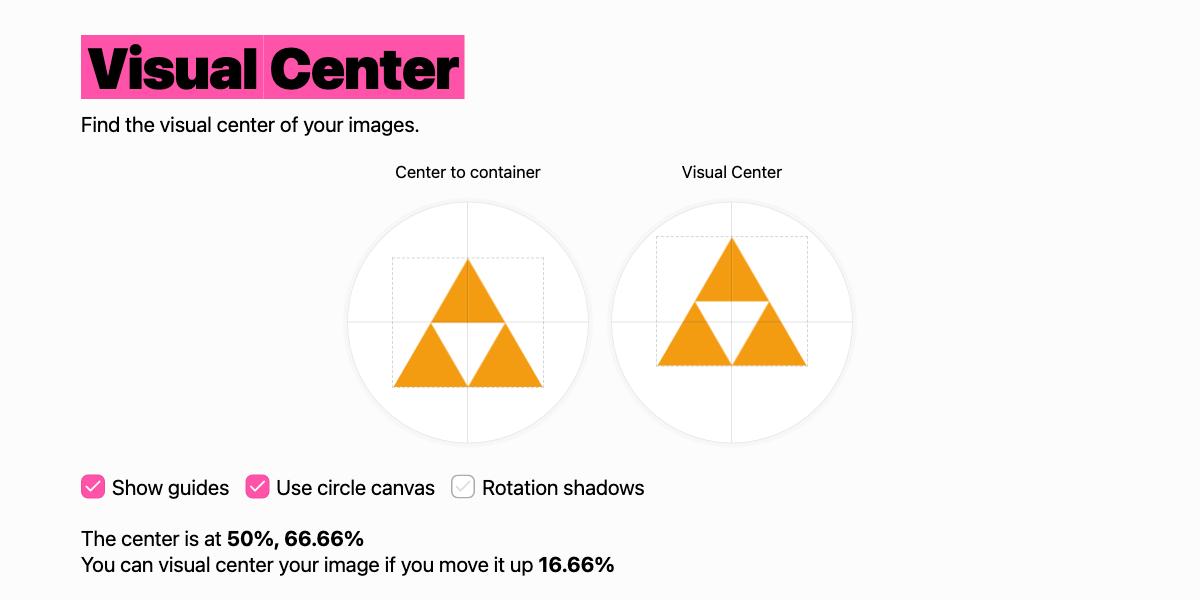 Visual Center
Find the visual center of your images.
Center to container
Visual Center
Show guides
Use circle canvas
Rotation shadows
The center is at 50%, 66.66%
You can visual center your image if you move it up 16.66%